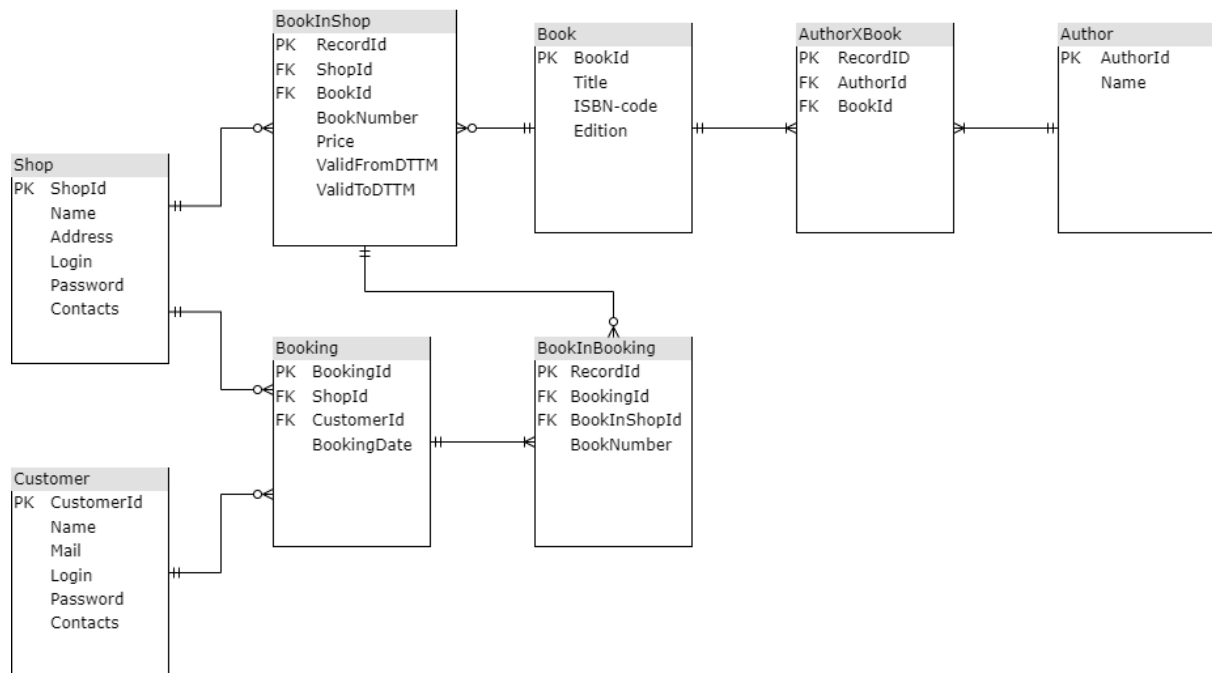 BookInShop
PK RecordId
FK ShopId
FK BookId
BookNumber
Price
ValidFromDTTM
ValidToDTTM
Book
PK BookId
Title
ISBN-code
Edition
AuthorXBook
PK RecordID
FK AuthorId
FK BookId
Author
PK AuthorId
Name
Shop
PK ShopId
Name
Address
Login
Password
Contacts
Booking
PK BookingId
FK ShopId
FK CustomerId
BookingDate
BookInBooking
PK RecordId
FK BookingId
FK BookInShopId
BookNumber
Customer
PK CustomerId
Name
Mail
Login
Password
Contacts